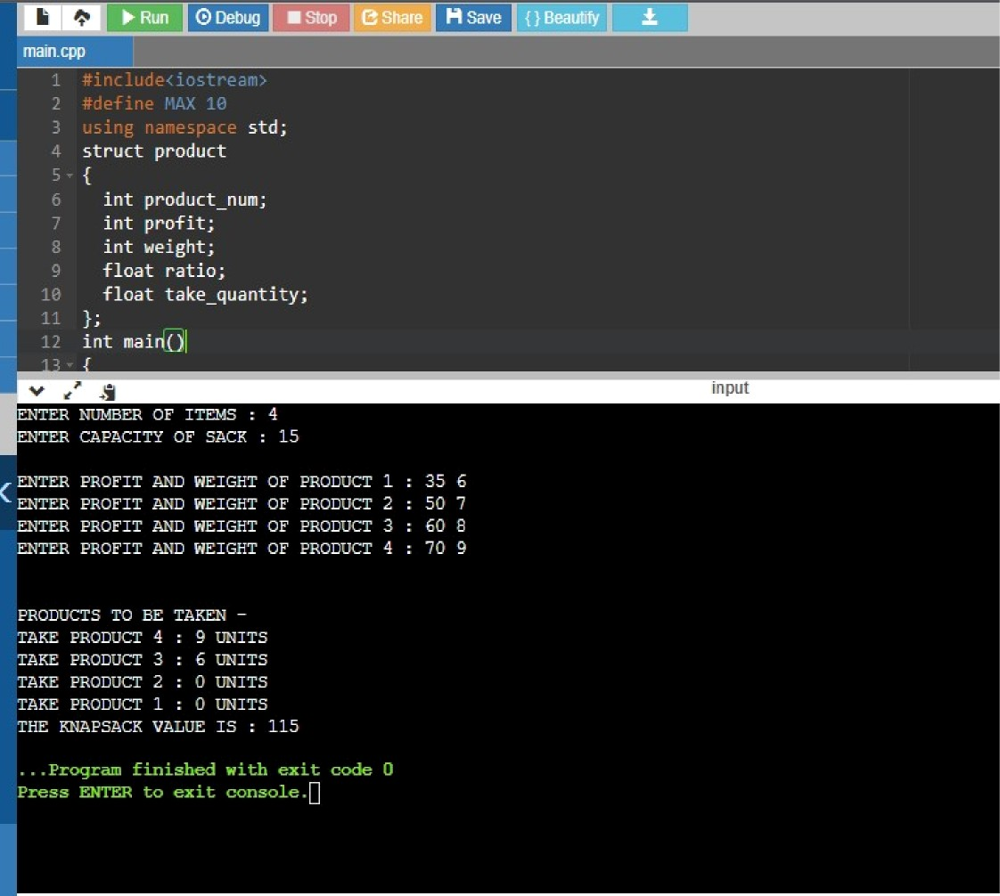 Run Debug Stop Share Save {} Beautify
main.cpp
1 #include<iostream>
2 #define MAX 10
3 using namespace std;
4 struct product
5 {
6 int product_num;
7 int profit;
8 int weight;
9 float ratio;
10 float take_quantity;
11 };
12 int main()
13 {
input
ENTER NUMBER OF ITEMS : 4
ENTER CAPACITY OF SACK : 15
ENTER PROFIT AND WEIGHT OF PRODUCT 1 : 35 6
ENTER PROFIT AND WEIGHT OF PRODUCT 2 : 50 7
ENTER PROFIT AND WEIGHT OF PRODUCT 3 : 60 8
ENTER PROFIT AND WEIGHT OF PRODUCT 4 : 70 9
PRODUCTS TO BE TAKEN -
TAKE PRODUCT 4 : 9 UNITS
TAKE PRODUCT 3 : 6 UNITS
TAKE PRODUCT 2 : 0 UNITS
TAKE PRODUCT 1 : 0 UNITS
THE KNAPSACK VALUE IS : 115
...Program finished with exit code 0
Press ENTER to exit console.